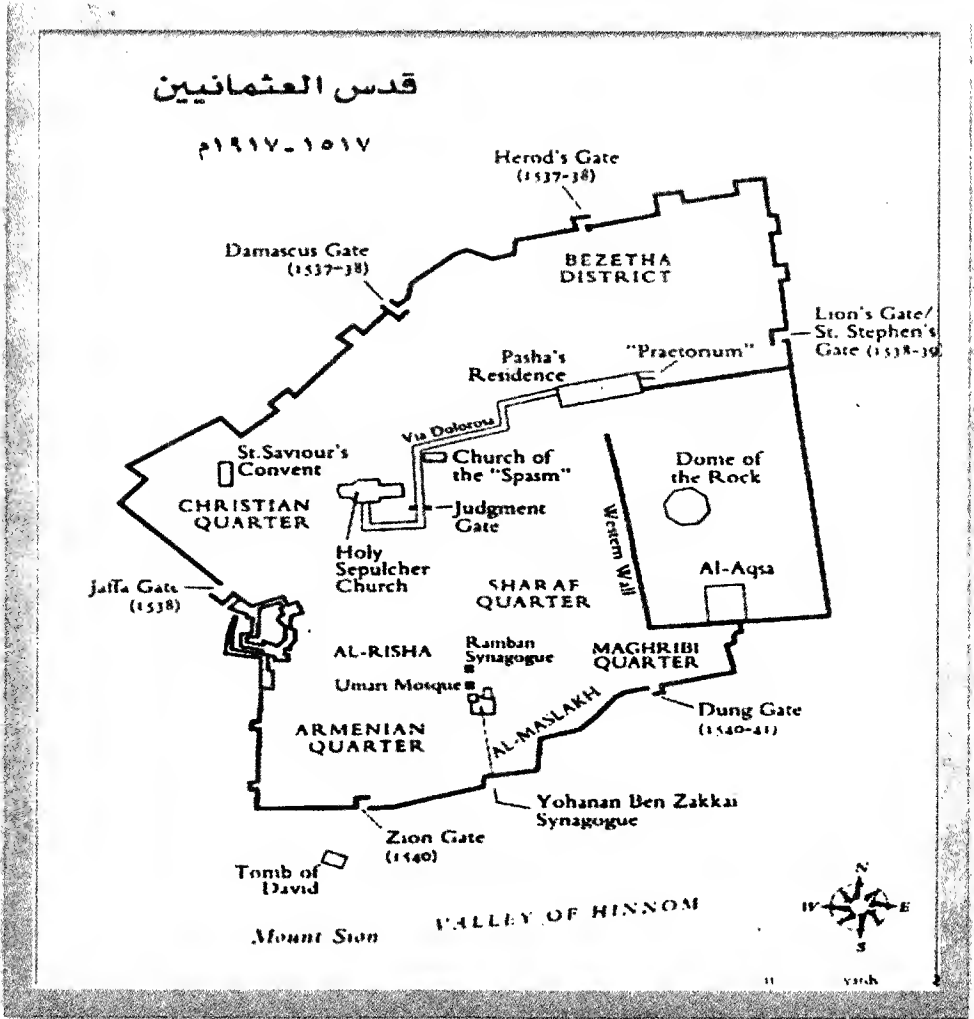 قدس العثمانيين
١٥١٧-١٩١٧م
Herod's Gate
(1537-38)
Damascus Gate
(1537-38)
BEZETHA
DISTRICT
Lion's Gate/
St. Stephen's
Gate (1538-39)
Pasha's
Residence
"Praetorium"
Via Dolorosa
St. Saviour's
Convent
Church of
the "Spasm"
Dome of
the Rock
CHRISTIAN
QUARTER
Judgment
Gate
Western Wall
Holy
Sepulcher
Church
Al-Aqsa
Jaffa Gate
(1538)
SHARAF
QUARTER
AL-RISHA
Ramban
Synagogue
MAGHRIBI
QUARTER
Umari Mosque
AL-MASLAKH
Dung Gate
(1540-41)
ARMENIAN
QUARTER
Yohanan Ben Zakkai
Synagogue
Zion Gate
(1540)
Tomb of
David
Mount Sion
VALLEY OF HINNOM
N
W
E
S